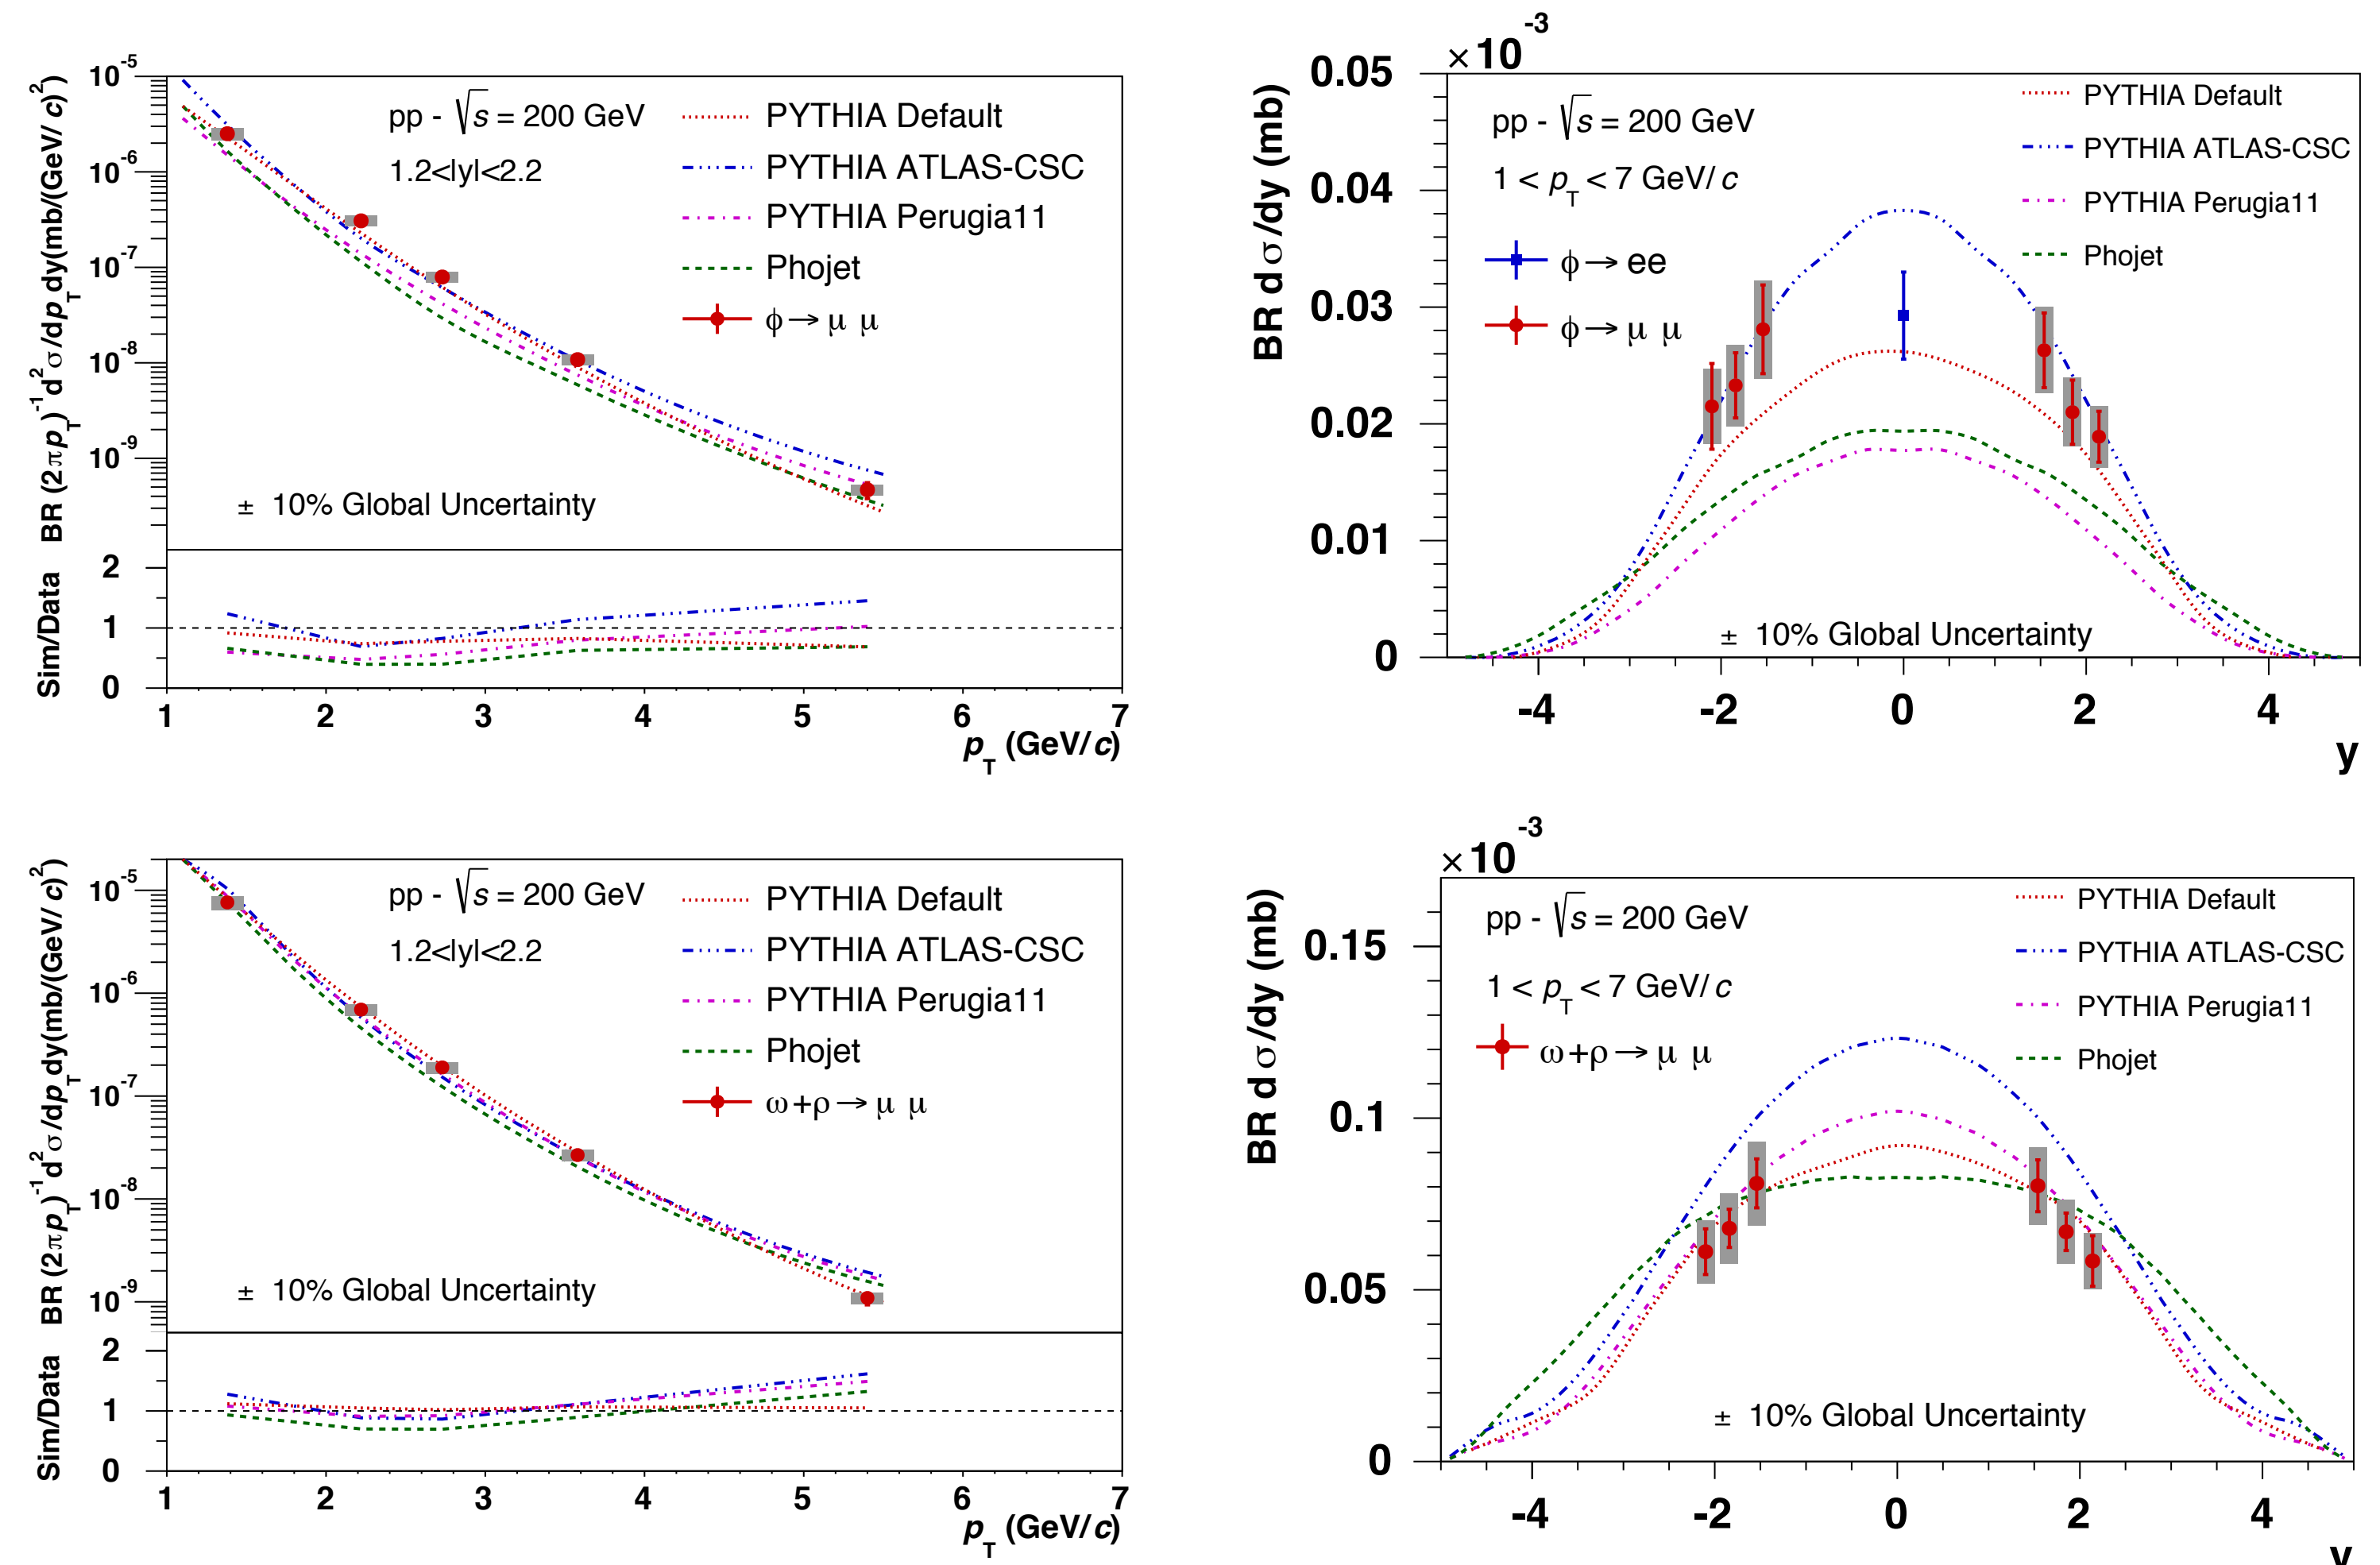 BR (2πp_T)^-1 d^2σ/dp_T dy(mb/(GeV/c)^2)
10^-5
10^-6
10^-7
10^-8
10^-9
pp - √s = 200 GeV
1.2<|y|<2.2
PYTHIA Default
PYTHIA ATLAS-CSC
PYTHIA Perugia11
Phojet
ϕ→ μ μ
± 10% Global Uncertainty
Sim/Data
2
1
0
1 2 3 4 5 6 7
p_T (GeV/c)
×10^-3
BR dσ/dy (mb)
0.05
0.04
0.03
0.02
0.01
0
pp - √s = 200 GeV
1 < p_T < 7 GeV/c
ϕ→ ee
ϕ→ μ μ
PYTHIA Default
PYTHIA ATLAS-CSC
PYTHIA Perugia11
Phojet
± 10% Global Uncertainty
-4 -2 0 2 4
y
BR (2πp_T)^-1 d^2σ/dp_T dy(mb/(GeV/c)^2)
10^-5
10^-6
10^-7
10^-8
10^-9
pp - √s = 200 GeV
1.2<|y|<2.2
PYTHIA Default
PYTHIA ATLAS-CSC
PYTHIA Perugia11
Phojet
ω+ρ→ μ μ
± 10% Global Uncertainty
Sim/Data
2
1
0
1 2 3 4 5 6 7
p_T (GeV/c)
×10^-3
BR dσ/dy (mb)
0.15
0.1
0.05
0
pp - √s = 200 GeV
1 < p_T < 7 GeV/c
ω+ρ→ μ μ
PYTHIA Default
PYTHIA ATLAS-CSC
PYTHIA Perugia11
Phojet
± 10% Global Uncertainty
-4 -2 0 2 4
y